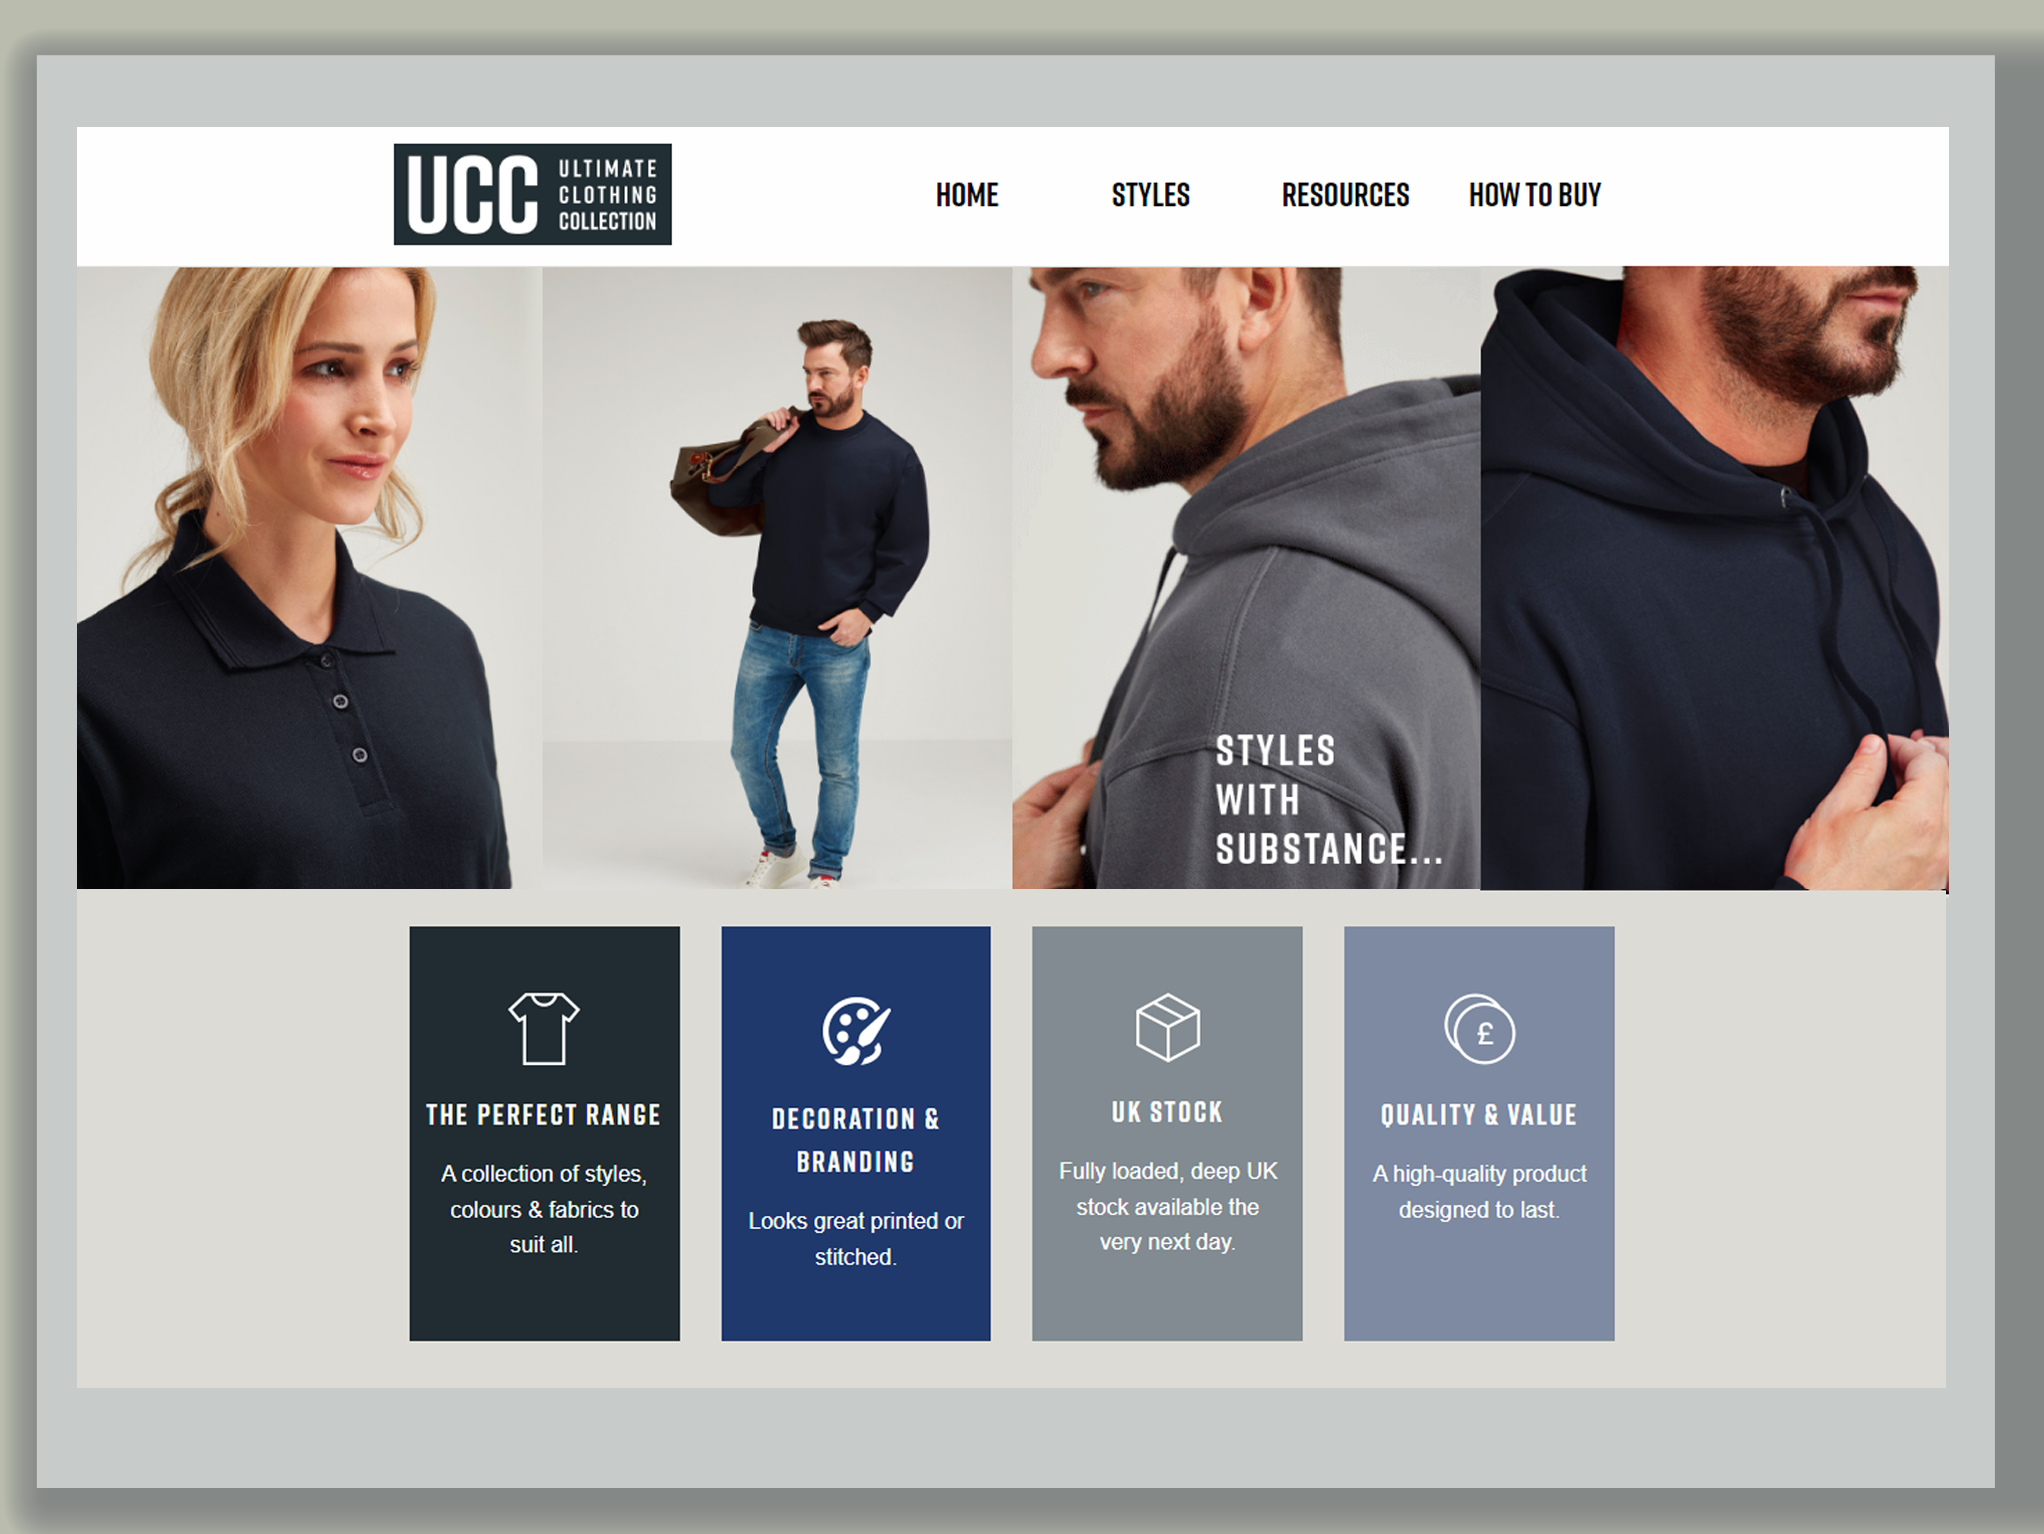 UCC
ULTIMATE
CLOTHING
COLLECTION
HOME STYLES RESOURCES HOW TO BUY
STYLES
WITH
SUBSTANCE...
THE PERFECT RANGE
A collection of styles,
colours & fabrics to
suit all.
DECORATION &
BRANDING
Looks great printed or
stitched.
UK STOCK
Fully loaded, deep UK
stock available the
very next day.
£
QUALITY & VALUE
A high-quality product
designed to last.